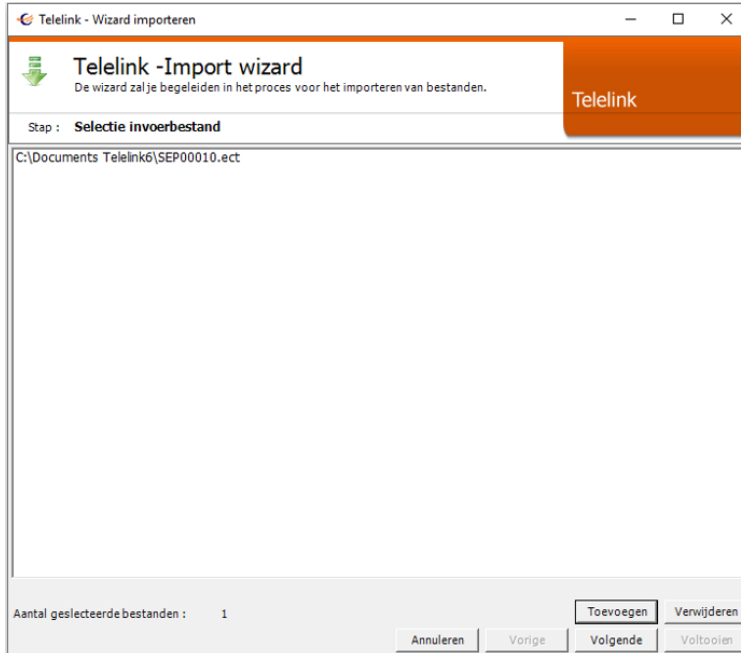 Telelink - Wizard importeren
Telelink -Import wizard
De wizard zal je begeleiden in het proces voor het importeren van bestanden.
Telelink
Stap : Selectie invoerbestand
C:\Documents Telelink6\SEP00010.ect
Aantal geslecteerde bestanden : 1
Toevoegen Verwijderen
Annuleren Vorige Volgende Voltooien